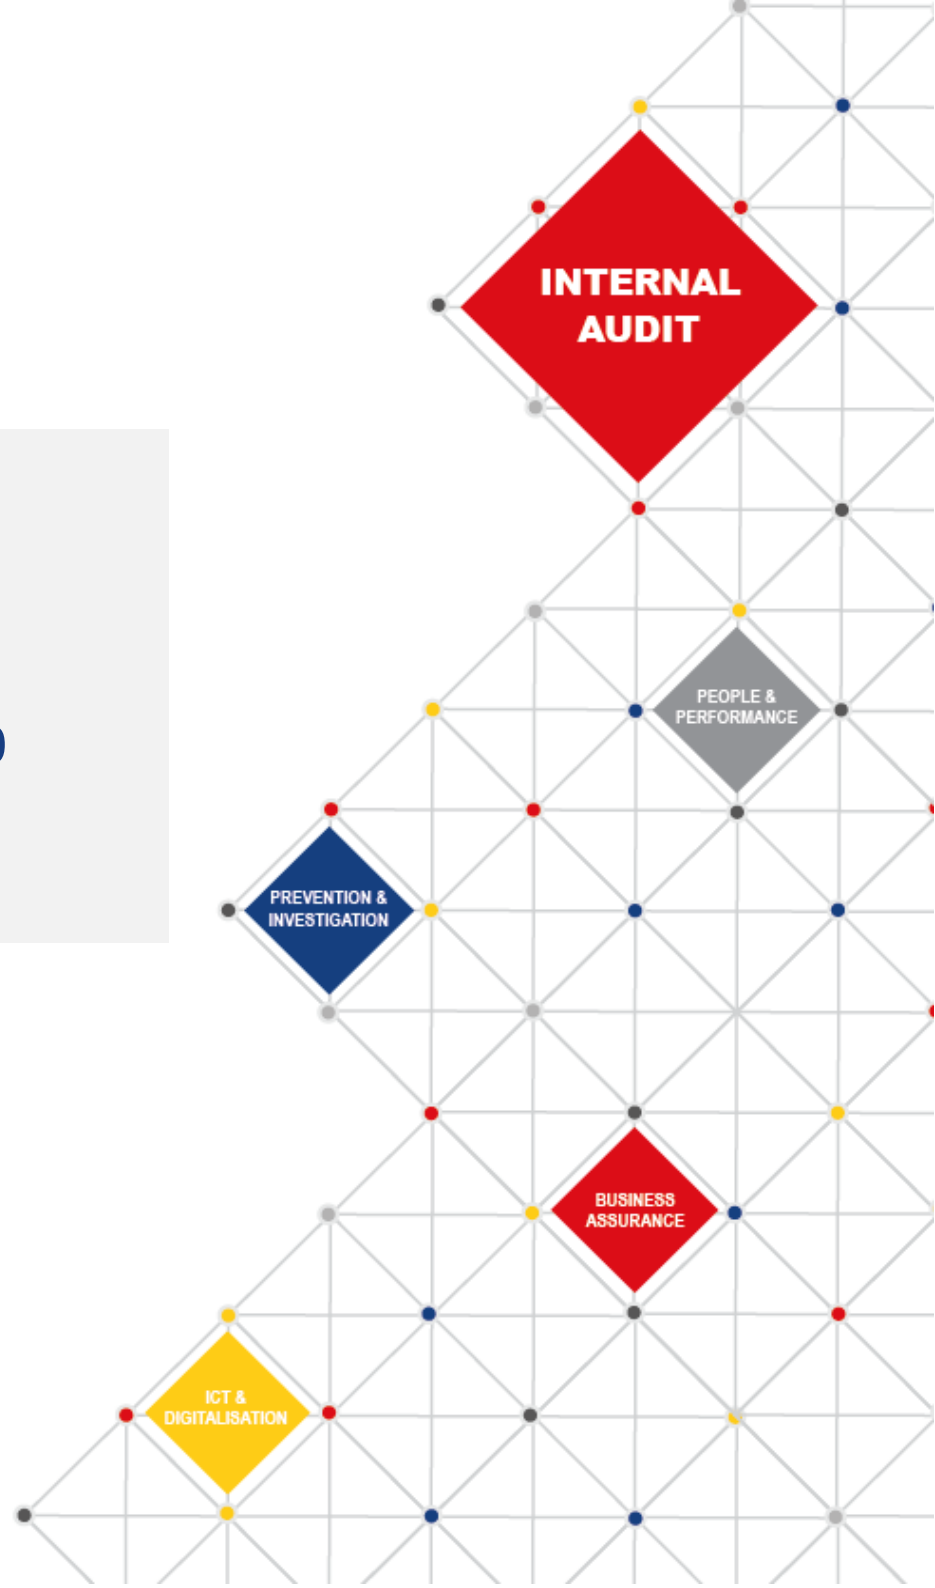 INTERNAL
AUDIT
PEOPLE &
PERFORMANCE
PREVENTION &
INVESTIGATION
BUSINESS
ASSURANCE
ICT &
DIGITALISATION